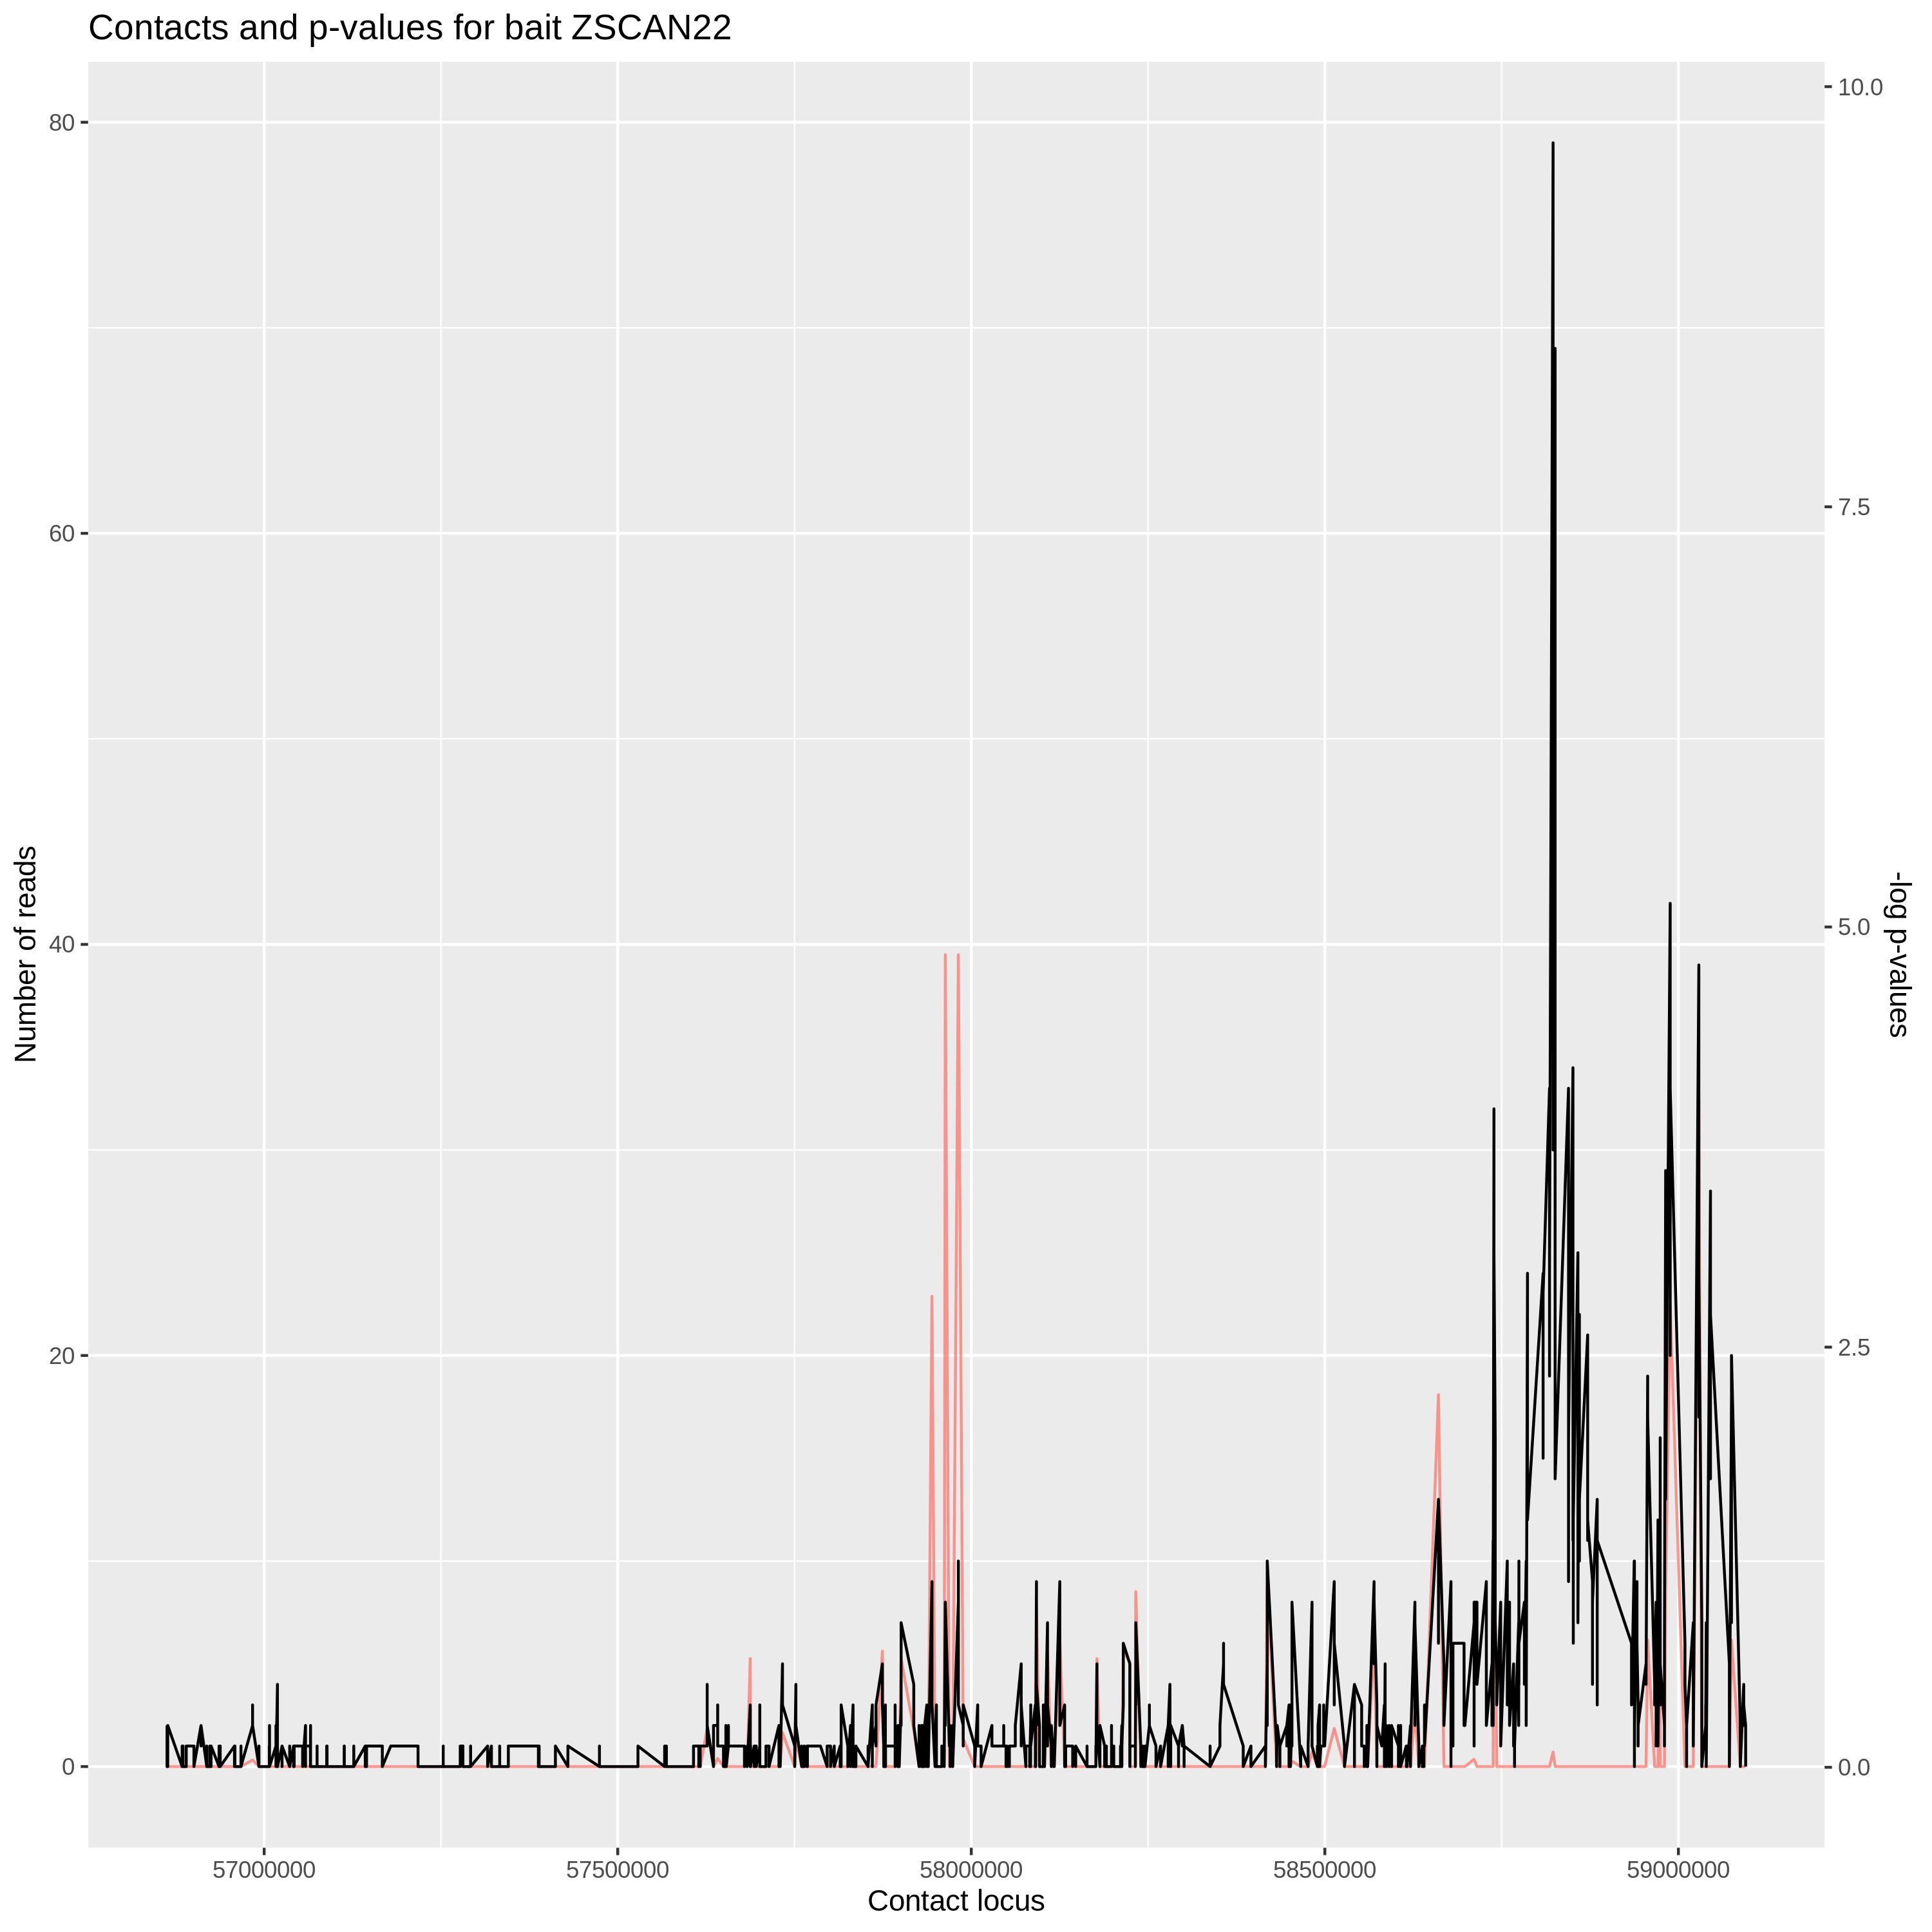 Contacts and p-values for bait ZSCAN22
80
60
40
20
0
10.0
7.5
5.0
2.5
0.0
Number of reads
-log p-values
57000000 57500000 58000000 58500000 59000000
Contact locus